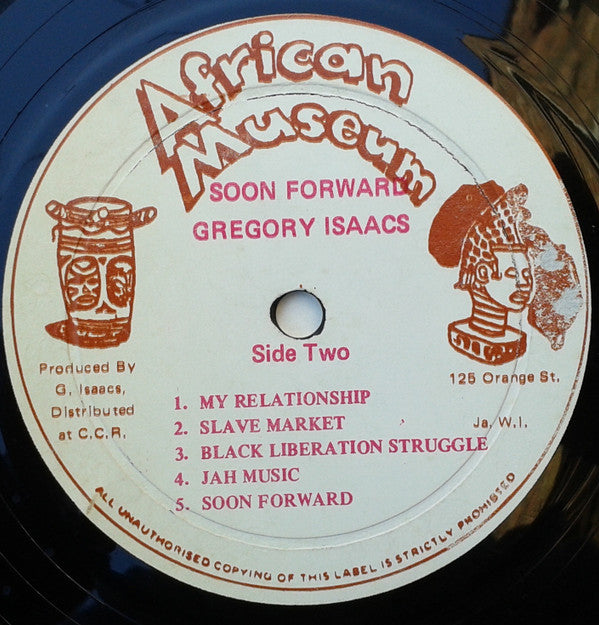 African
Museum
SOON FORWARD
GREGORY ISAACS
Side Two
Produced By
G. Isaacs,
Distributed
at C.C.R.
125 Orange St.
Ja, W.I.
1. MY RELATIONSHIP
2. SLAVE MARKET
3. BLACK LIBERATION STRUGGLE
4. JAH MUSIC
5. SOON FORWARD
ALL UNAUTHORISED COPYING OF THIS LABEL IS STRICTLY PROHIBITED